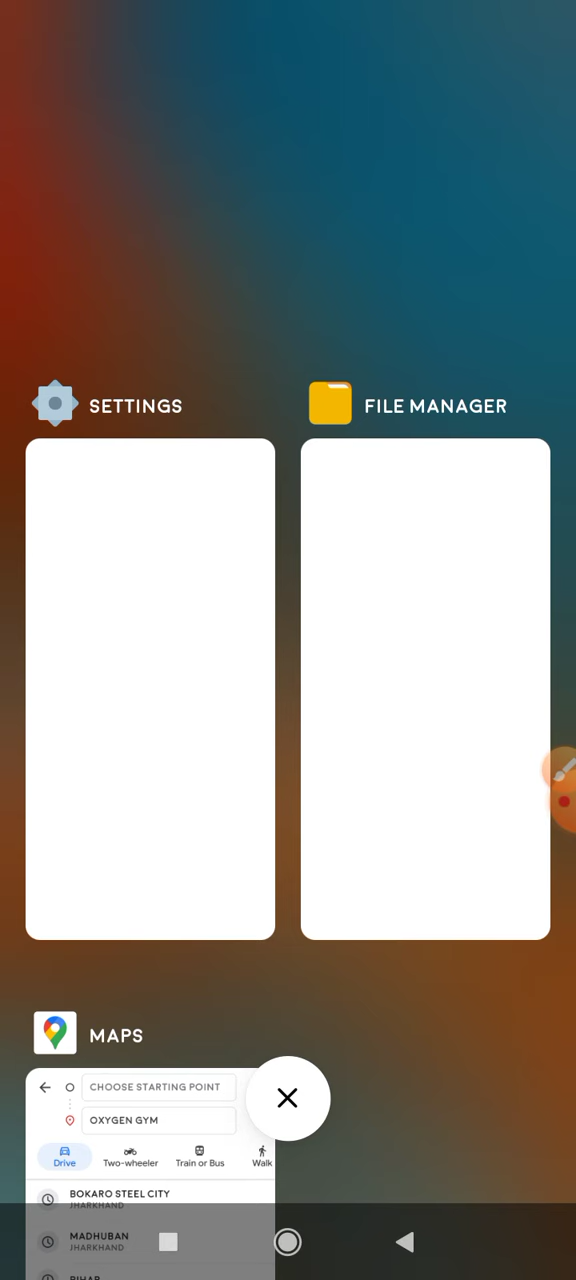 SETTINGS
FILE MANAGER
MAPS
CHOOSE STARTING POINT
OXYGEN GYM
Drive
Two-wheeler
Train or Bus
Walk
BOKARO STEEL CITY
JHARKHAND
MADHUBAN
JHARKHAND
BIHAR